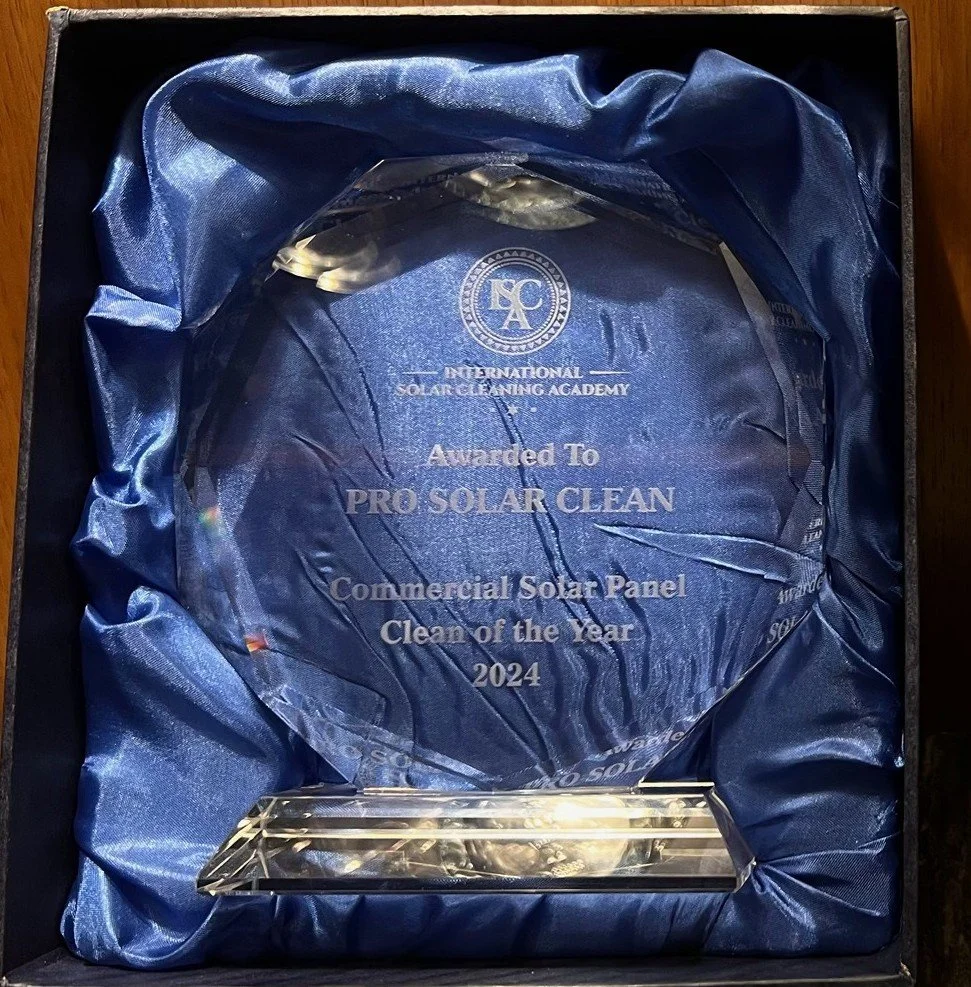 ISCA
INTERNATIONAL
SOLAR CLEANING ACADEMY
Awarded To
PRO SOLAR CLEAN
Commercial Solar Panel
Clean of the Year
2024